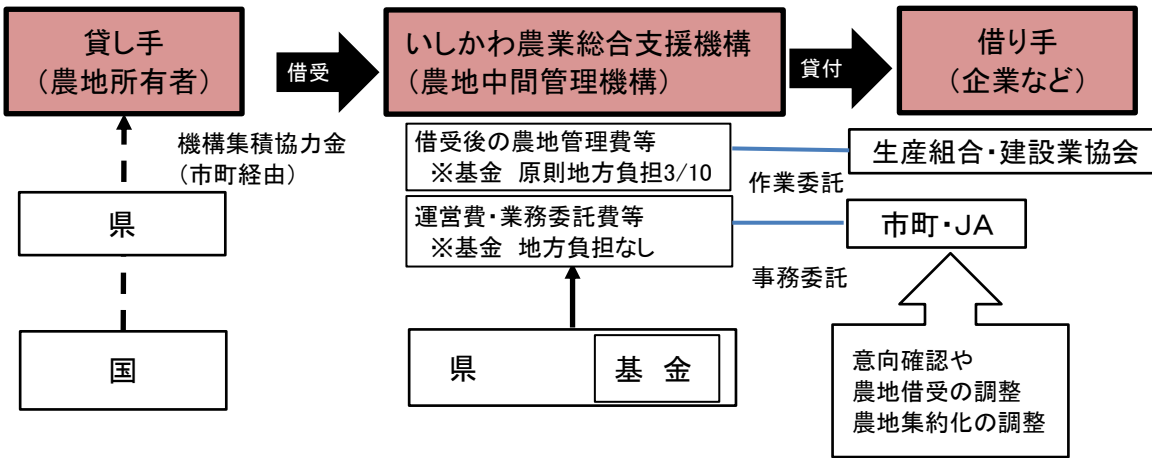 貸し手
(農地所有者)
借受
いしかわ農業総合支援機構
(農地中間管理機構)
貸付
借り手
(企業など)
機構集積協力金
(市町経由)
県
国
借受後の農地管理費等
※基金 原則地方負担3/10
運営費・業務委託費等
※基金 地方負担なし
県
基 金
生産組合・建設業協会
作業委託
市町・JA
事務委託
意向確認や
農地借受の調整
農地集約化の調整